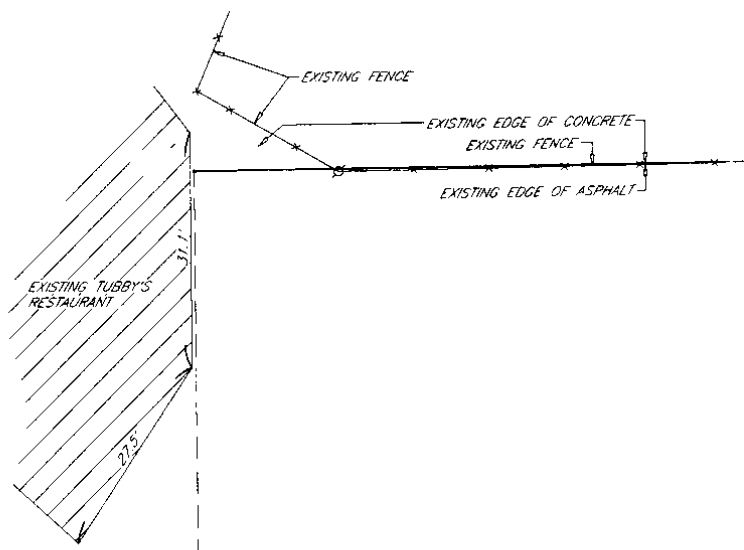 EXISTING FENCE
EXISTING EDGE OF CONCRETE
EXISTING FENCE
EXISTING EDGE OF ASPHALT
31.1'
EXISTING TUBBY'S
RESTAURANT
27.5'